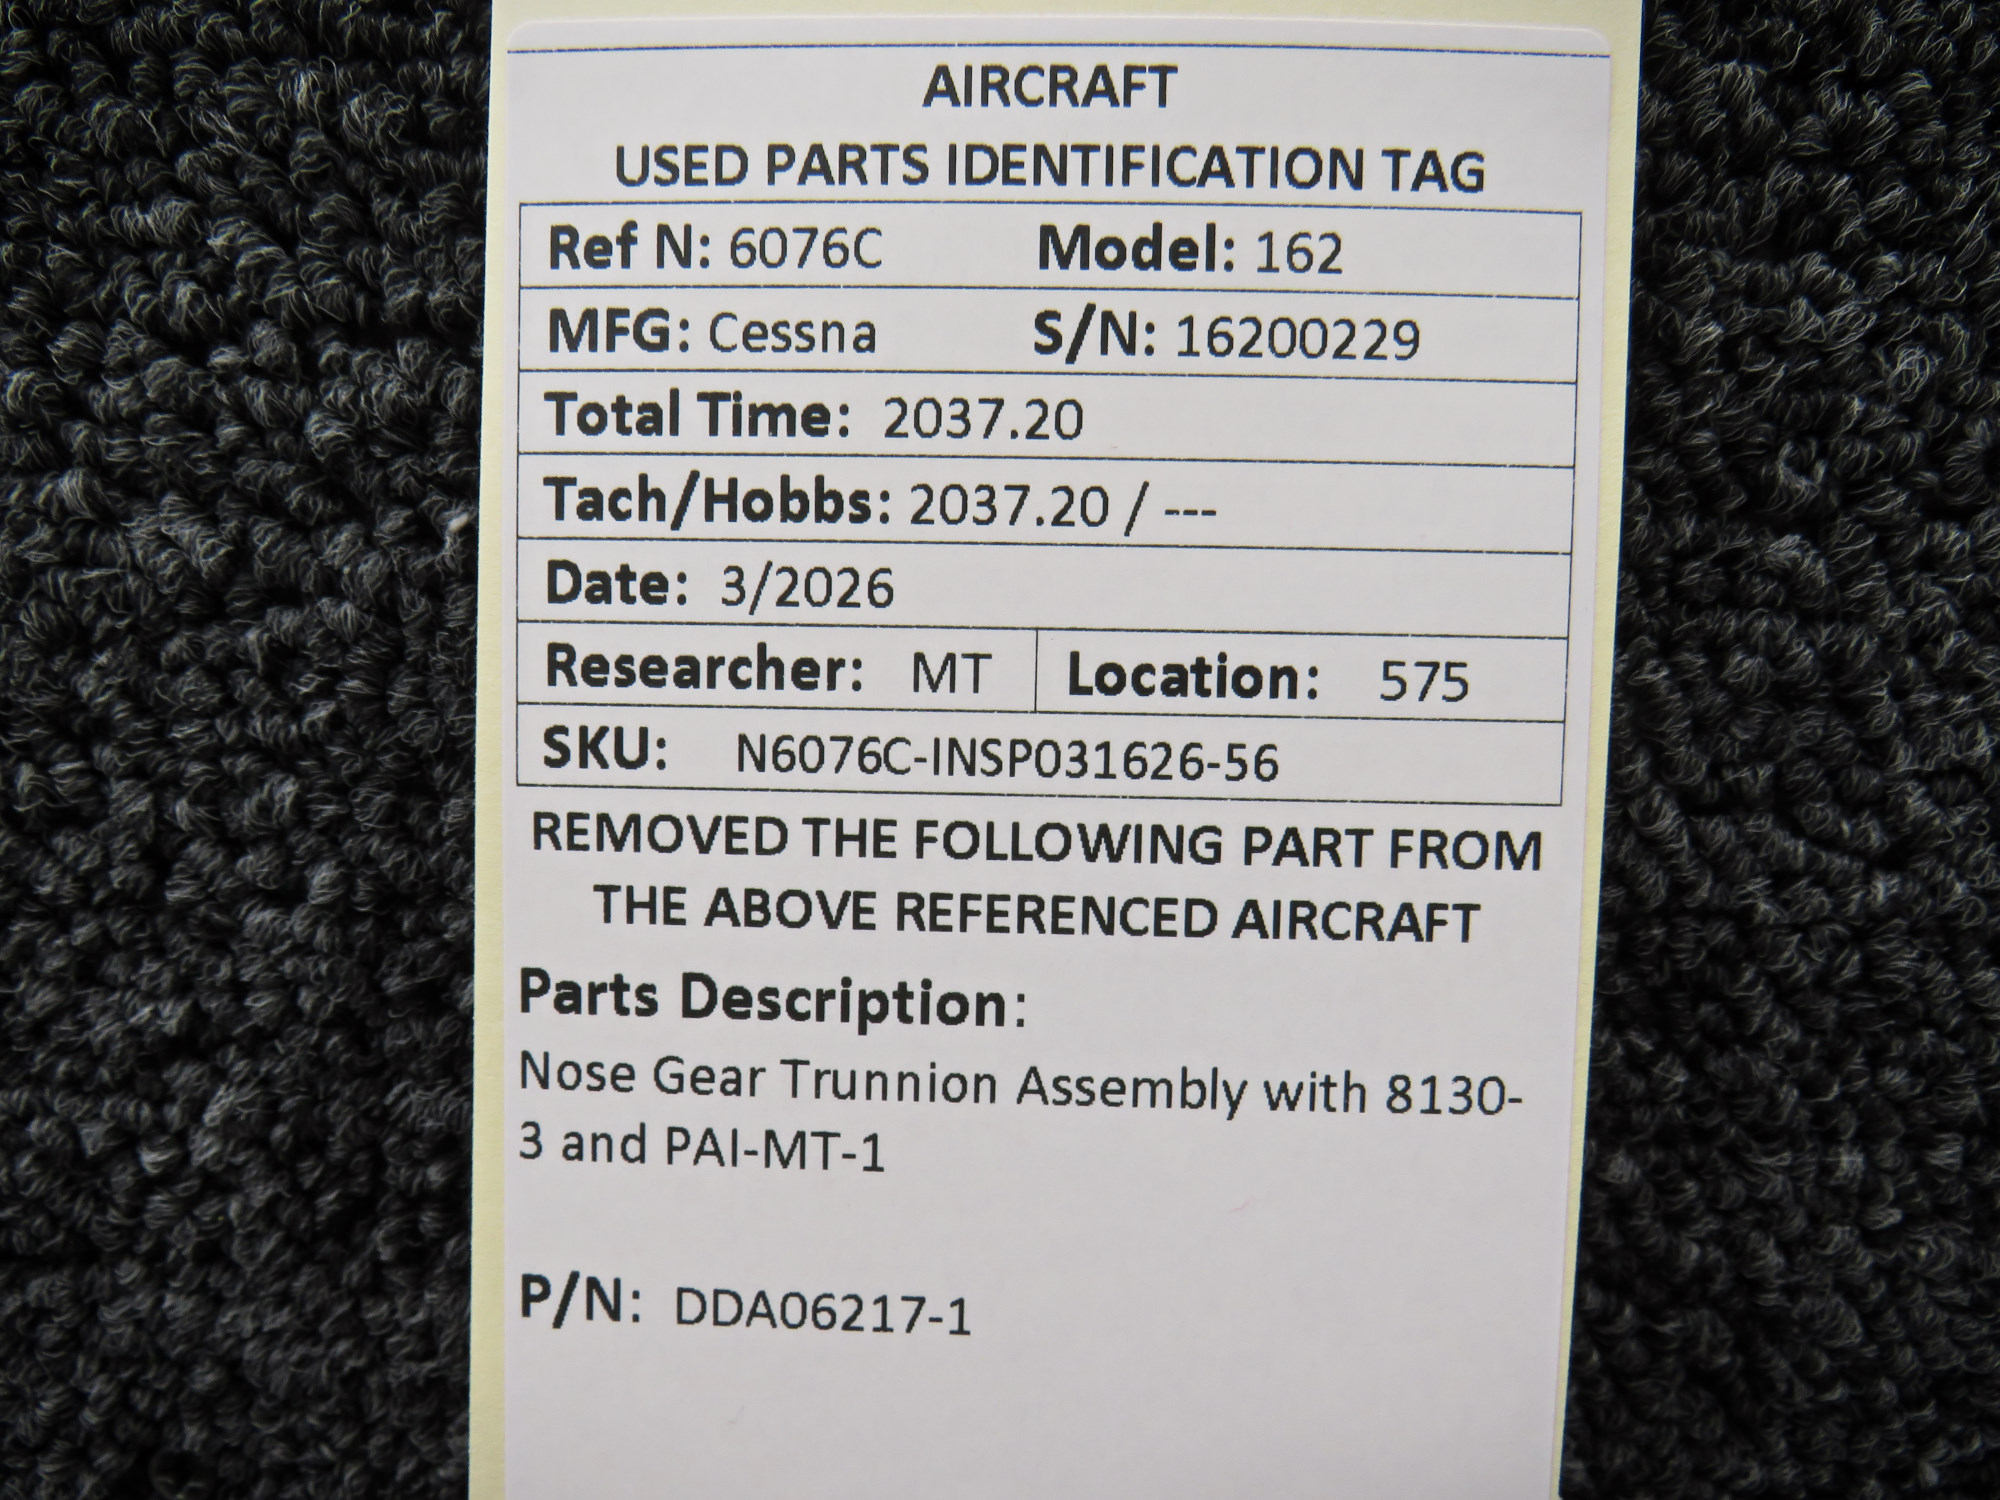 AIRCRAFT
USED PARTS IDENTIFICATION TAG
Ref N: 6076C Model: 162
MFG: Cessna S/N: 16200229
Total Time: 2037.20
Tach/Hobbs: 2037.20 / ---
Date: 3/2026
Researcher: MT Location: 575
SKU: N6076C-INSP031626-56
REMOVED THE FOLLOWING PART FROM
THE ABOVE REFERENCED AIRCRAFT
Parts Description:
Nose Gear Trunnion Assembly with 8130-
3 and PAI-MT-1
P/N: DDA06217-1